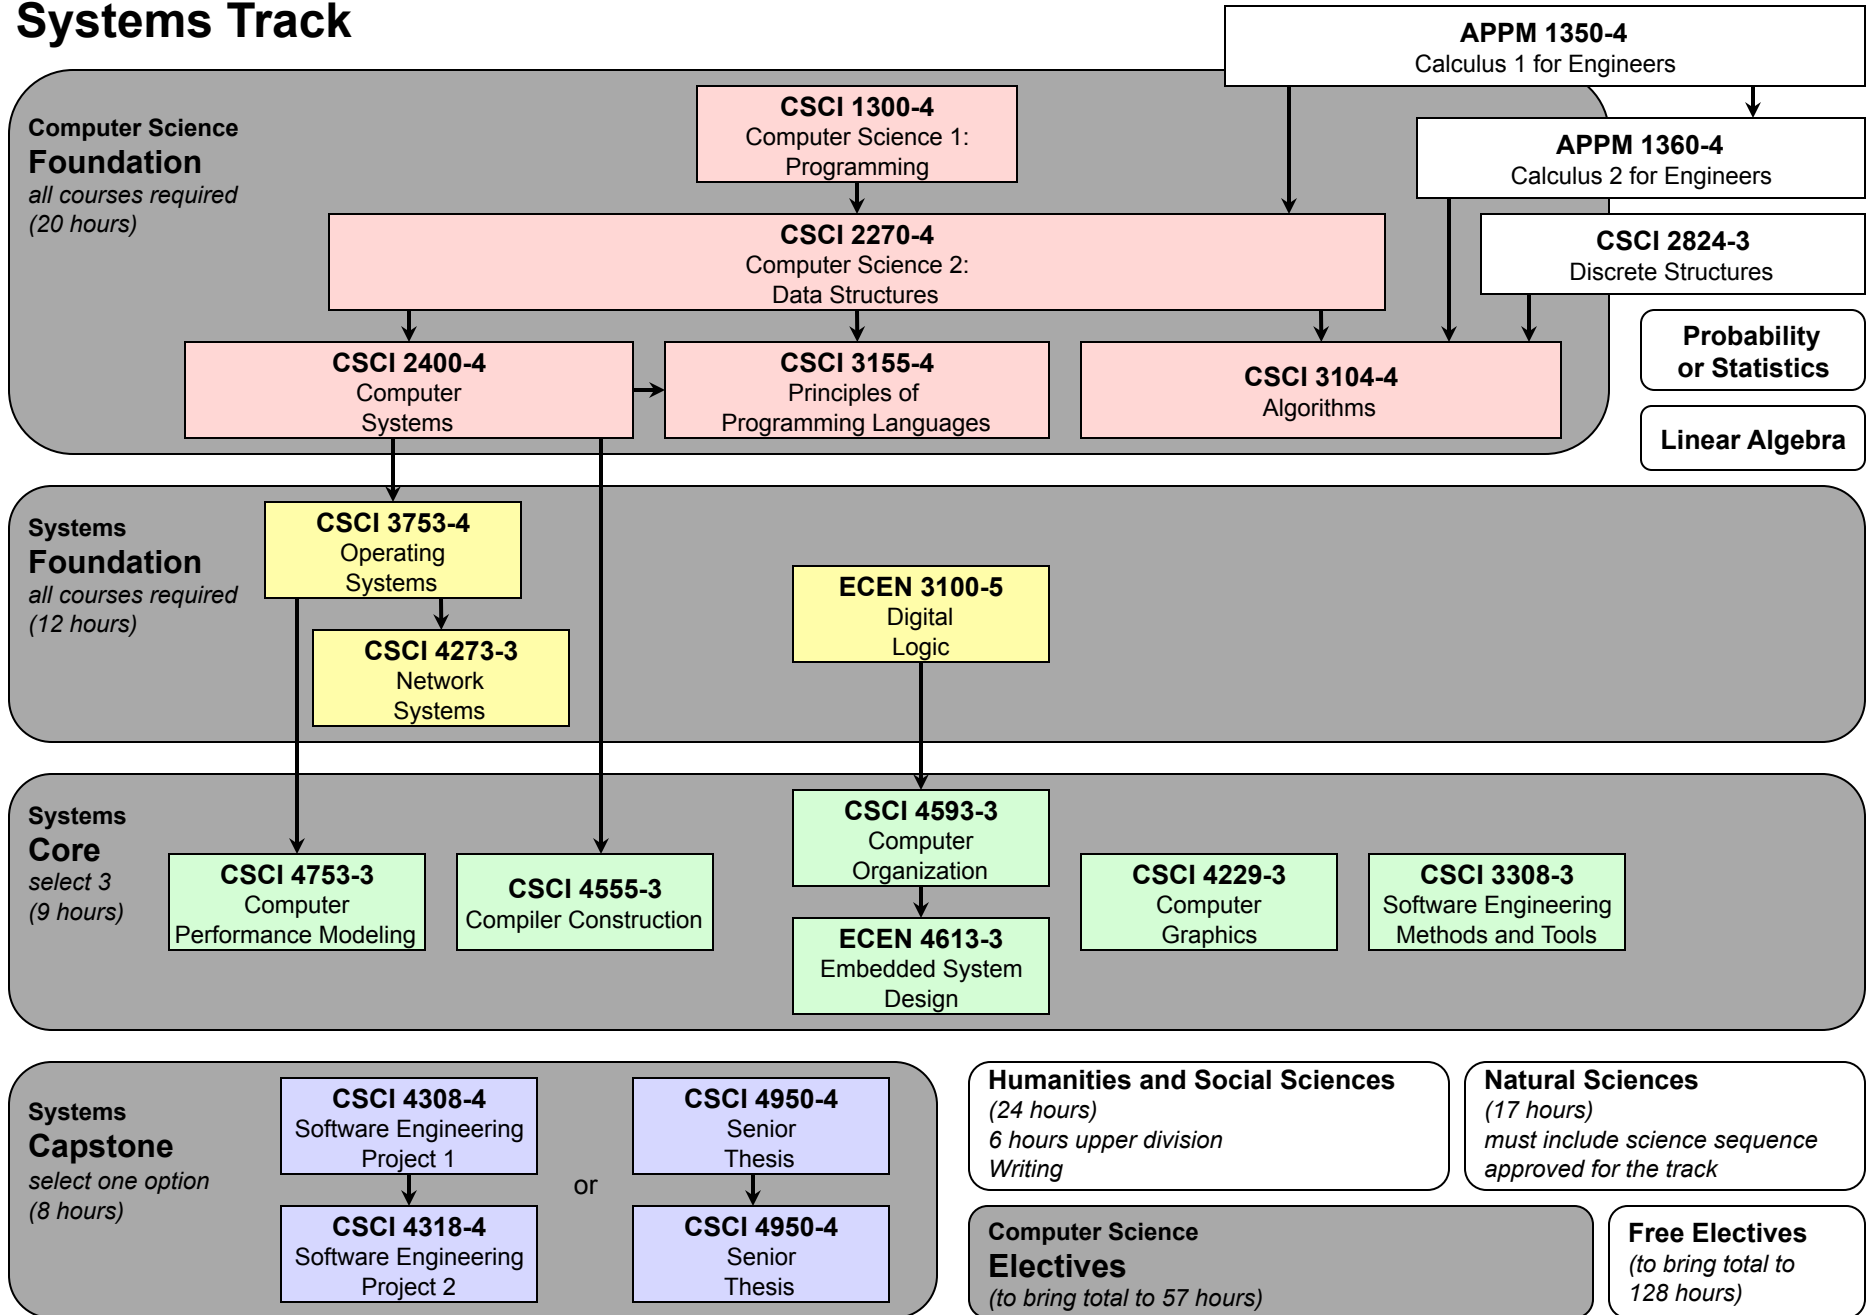 Systems Track
APPM 1350-4
Calculus 1 for Engineers
Computer Science
Foundation
all courses required
(20 hours)
CSCI 1300-4
Computer Science 1:
Programming
APPM 1360-4
Calculus 2 for Engineers
CSCI 2270-4
Computer Science 2:
Data Structures
CSCI 2824-3
Discrete Structures
CSCI 2400-4
Computer
Systems
CSCI 3155-4
Principles of
Programming Languages
CSCI 3104-4
Algorithms
Probability
or Statistics
Linear Algebra
Systems
Foundation
all courses required
(12 hours)
CSCI 3753-4
Operating
Systems
CSCI 4273-3
Network
Systems
ECEN 3100-5
Digital
Logic
Systems
Core
select 3
(9 hours)
CSCI 4753-3
Computer
Performance Modeling
CSCI 4555-3
Compiler Construction
CSCI 4593-3
Computer
Organization
ECEN 4613-3
Embedded System
Design
CSCI 4229-3
Computer
Graphics
CSCI 3308-3
Software Engineering
Methods and Tools
Systems
Capstone
select one option
(8 hours)
CSCI 4308-4
Software Engineering
Project 1
CSCI 4318-4
Software Engineering
Project 2
or
CSCI 4950-4
Senior
Thesis
CSCI 4950-4
Senior
Thesis
Humanities and Social Sciences
(24 hours)
6 hours upper division
Writing
Natural Sciences
(17 hours)
must include science sequence
approved for the track
Computer Science
Electives
(to bring total to 57 hours)
Free Electives
(to bring total to
128 hours)